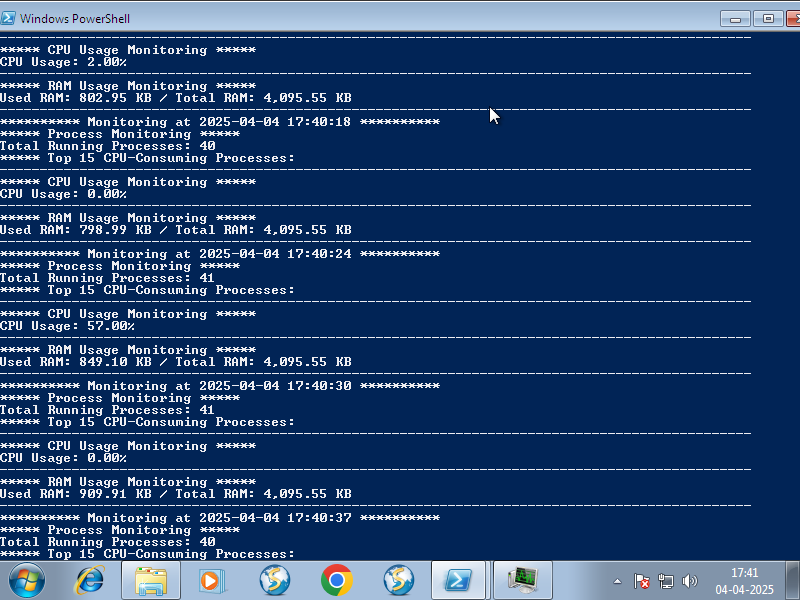 Windows PowerShell
***** CPU Usage Monitoring *****
CPU Usage: 2.00%
***** RAM Usage Monitoring *****
Used RAM: 802.95 KB / Total RAM: 4,095.55 KB
********** Monitoring at 2025-04-04 17:40:18 **********
***** Process Monitoring *****
Total Running Processes: 40
***** Top 15 CPU-Consuming Processes:
***** CPU Usage Monitoring *****
CPU Usage: 0.00%
***** RAM Usage Monitoring *****
Used RAM: 798.99 KB / Total RAM: 4,095.55 KB
********** Monitoring at 2025-04-04 17:40:24 **********
***** Process Monitoring *****
Total Running Processes: 41
***** Top 15 CPU-Consuming Processes:
***** CPU Usage Monitoring *****
CPU Usage: 57.00%
***** RAM Usage Monitoring *****
Used RAM: 849.10 KB / Total RAM: 4,095.55 KB
********** Monitoring at 2025-04-04 17:40:30 **********
***** Process Monitoring *****
Total Running Processes: 41
***** Top 15 CPU-Consuming Processes:
***** CPU Usage Monitoring *****
CPU Usage: 0.00%
***** RAM Usage Monitoring *****
Used RAM: 909.91 KB / Total RAM: 4,095.55 KB
********** Monitoring at 2025-04-04 17:40:37 **********
***** Process Monitoring *****
Total Running Processes: 40
***** Top 15 CPU-Consuming Processes:
17:41
04-04-2025